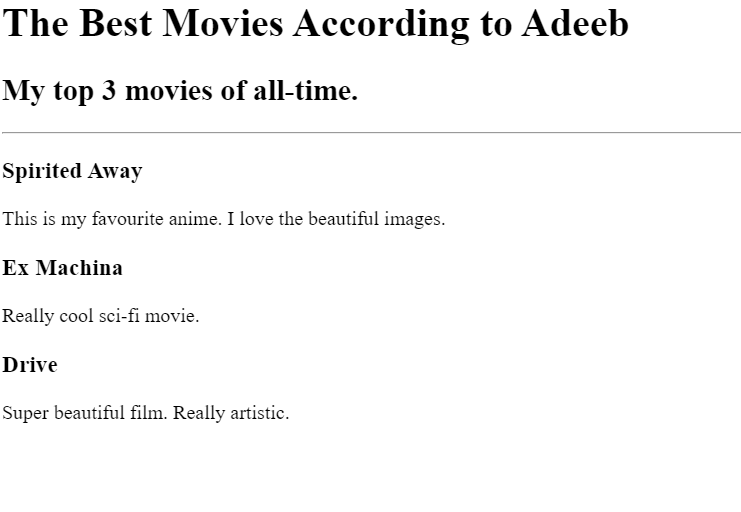 The Best Movies According to Adeeb
My top 3 movies of all-time.
Spirited Away
This is my favourite anime. I love the beautiful images.
Ex Machina
Really cool sci-fi movie.
Drive
Super beautiful film. Really artistic.